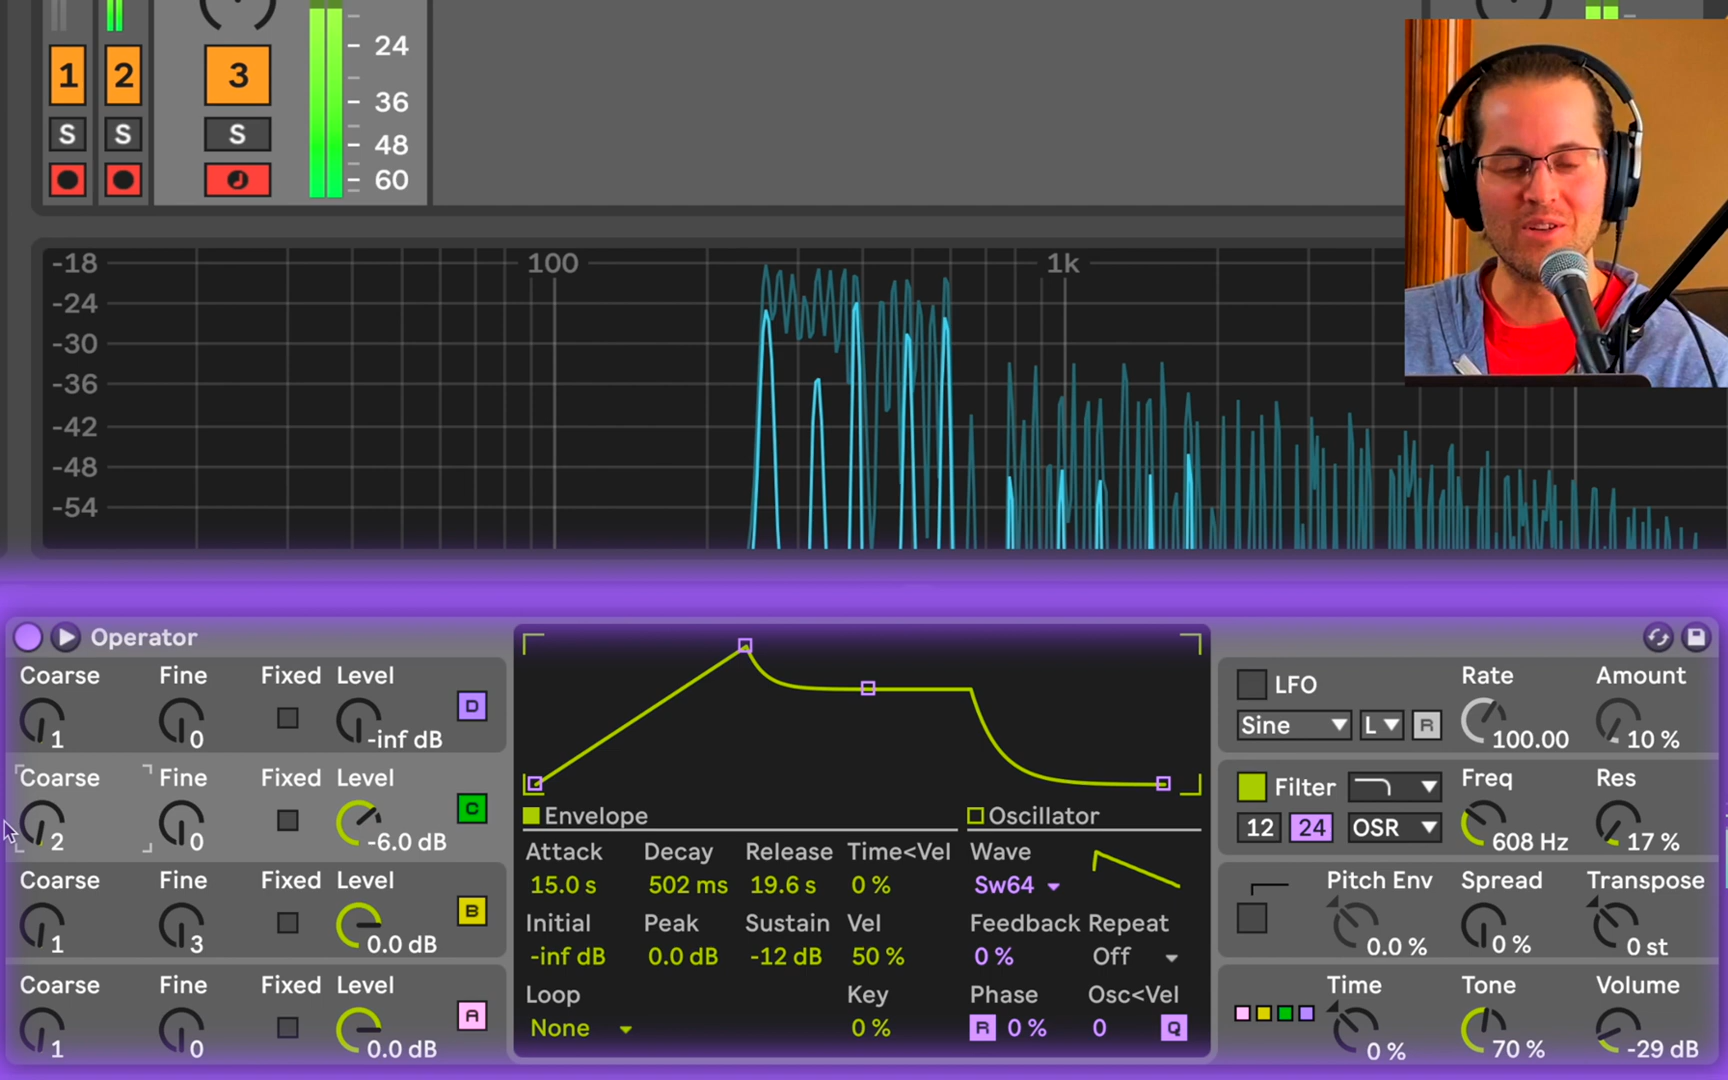 24
1 2 3 36
S S S 48
60
-18 100 1k
-24
-30
-36
-42
-48
-54
Operator
Coarse Fine Fixed Level
1 0 -inf dB D
Coarse Fine Fixed Level
2 0 -6.0 dB C
Coarse Fine Fixed Level
1 3 0.0 dB B
Coarse Fine Fixed Level
1 0 0.0 dB A
Envelope Oscillator
Attack Decay Release Time<Vel Wave
15.0 s 502 ms 19.6 s 0 % Sw64
Initial Peak Sustain Vel Feedback Repeat
-inf dB 0.0 dB -12 dB 50 % 0 % Off
Loop Key Phase Osc<Vel
None 0 % R 0 % 0 Q
LFO Rate Amount
Sine L R 100.00 10 %
Filter Freq Res
12 24 OSR 608 Hz 17 %
Pitch Env Spread Transpose
0.0 % 0 % 0 st
Time Tone Volume
0 % 70 % -29 dB